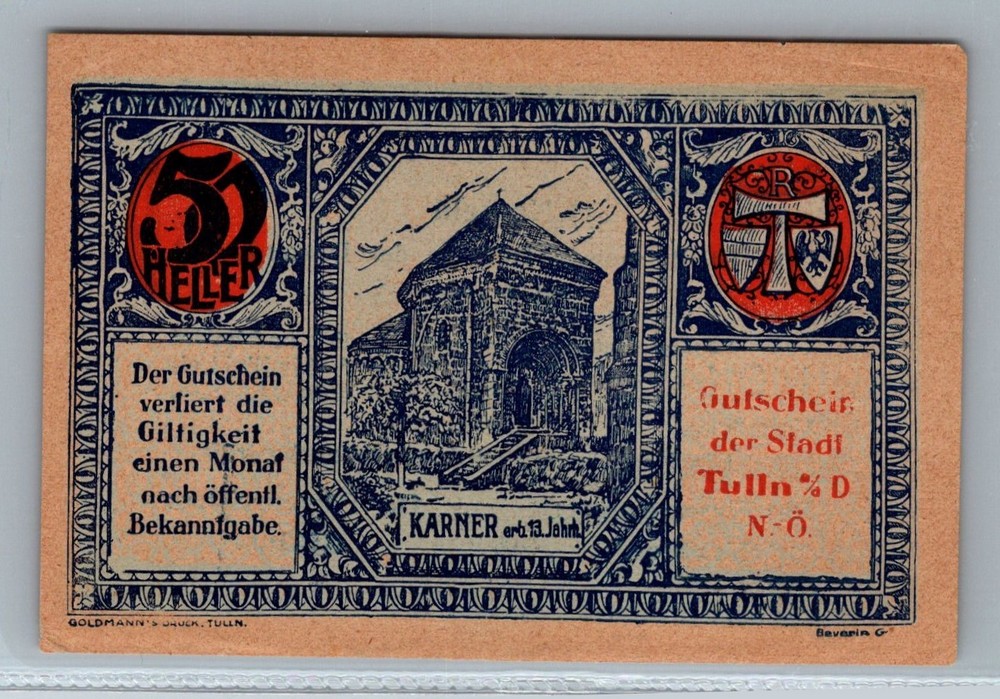 50
HELLER
R
Der Gutschein
verliert die
Giltigkeit
einen Monat
nach öffentl.
Bekanntgabe.
KARNER erb. 13. Jahrh.
Gutschein
der Stadt
Tulln a/D
N.-Ö.
GOLDMANN'S DRUCK, TULLN.